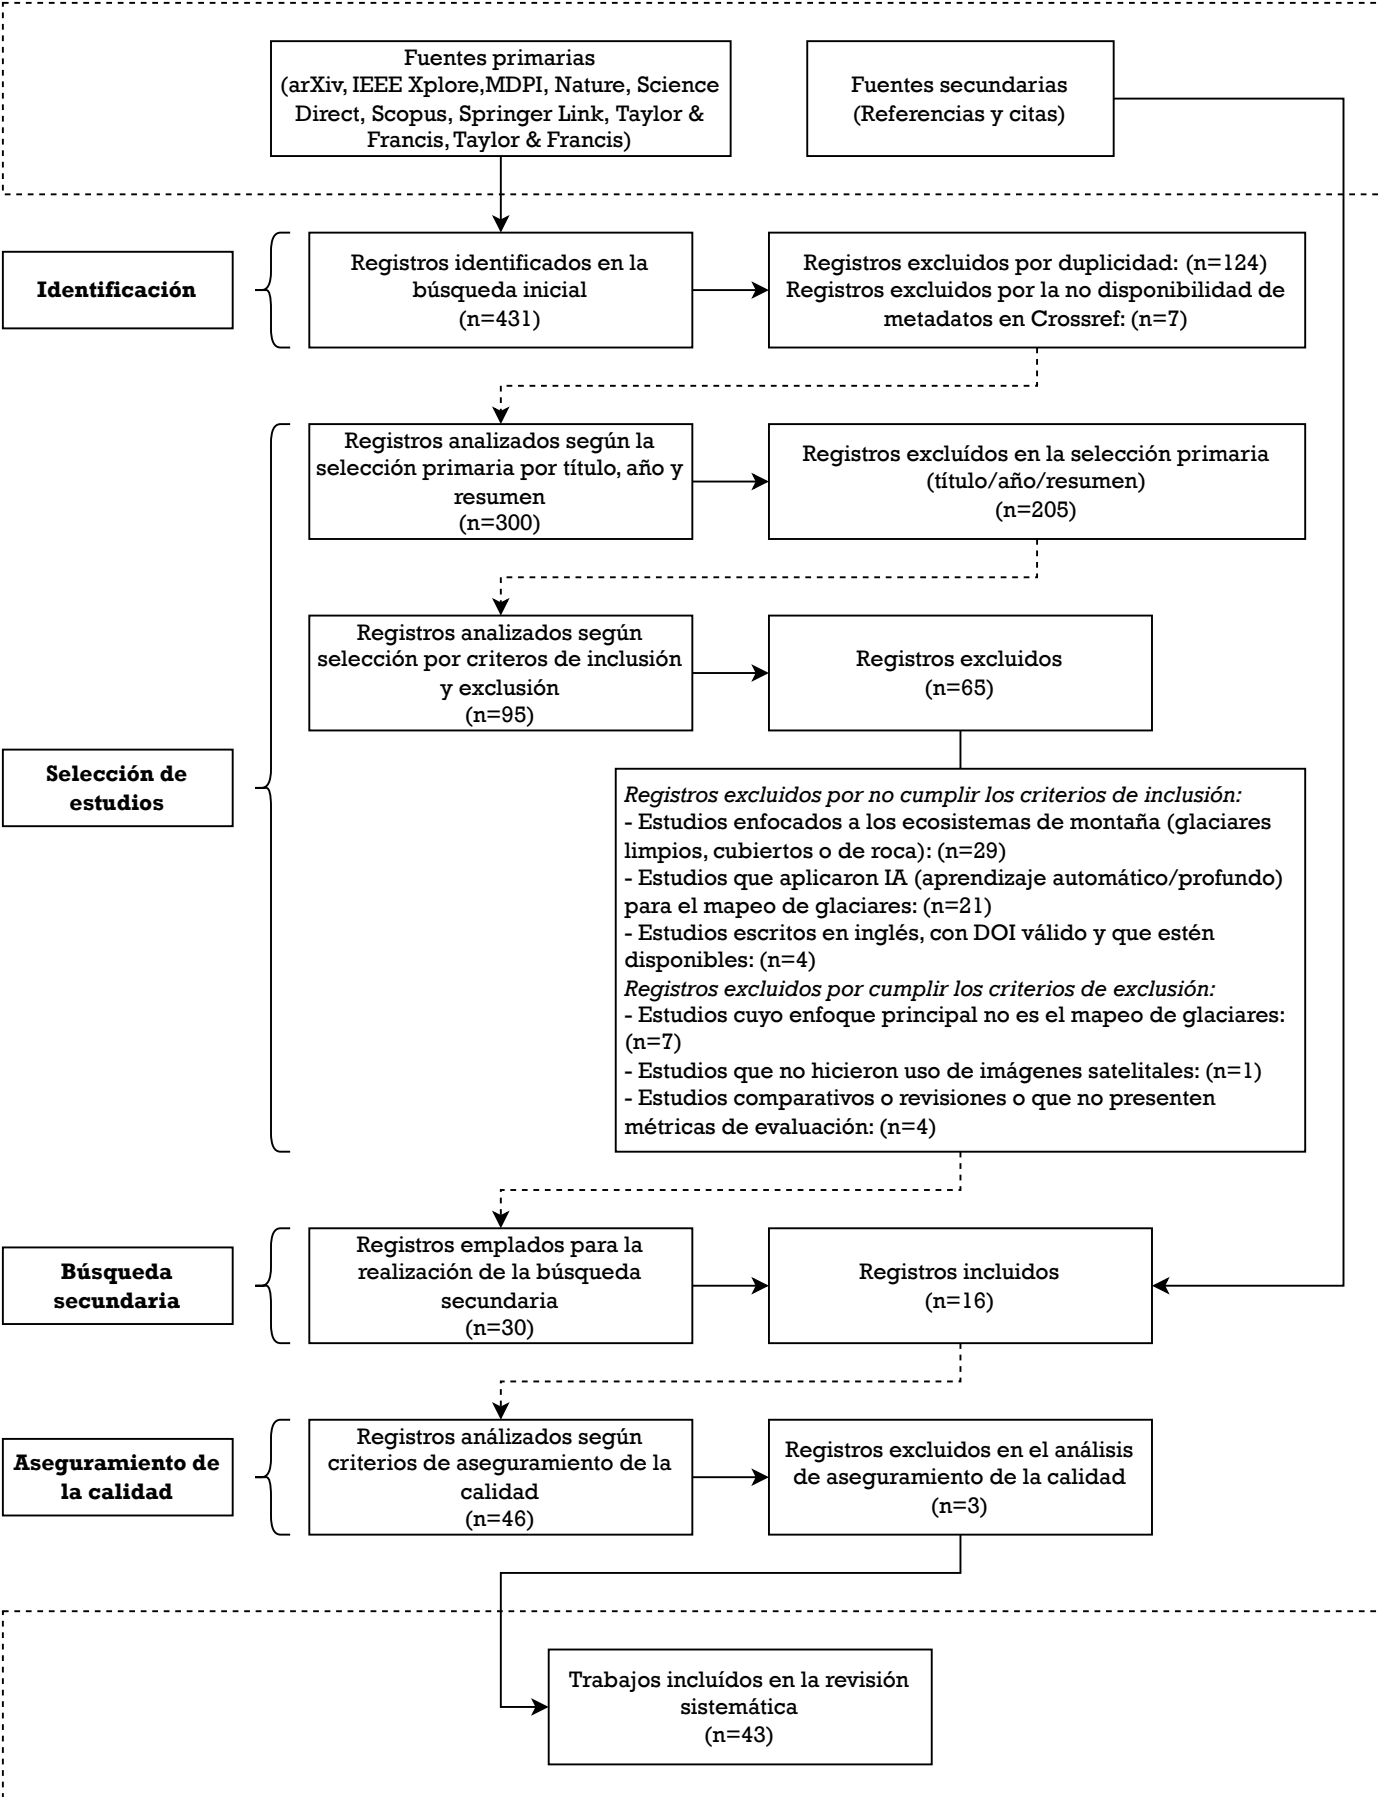 Fuentes primarias
(arXiv, IEEE Xplore,MDPI, Nature, Science
Direct, Scopus, Springer Link, Taylor &
Francis, Taylor & Francis)
Fuentes secundarias
(Referencias y citas)
Identificación
Registros identificados en la
búsqueda inicial
(n=431)
Registros excluidos por duplicidad: (n=124)
Registros excluidos por la no disponibilidad de
metadatos en Crossref: (n=7)
Registros analizados según la
selección primaria por título, año y
resumen
(n=300)
Registros excluídos en la selección primaria
(título/año/resumen)
(n=205)
Registros analizados según
selección por criteros de inclusión
y exclusión
(n=95)
Registros excluidos
(n=65)
Selección de
estudios
Registros excluidos por no cumplir los criterios de inclusión:
- Estudios enfocados a los ecosistemas de montaña (glaciares
limpios, cubiertos o de roca): (n=29)
- Estudios que aplicaron IA (aprendizaje automático/profundo)
para el mapeo de glaciares: (n=21)
- Estudios escritos en inglés, con DOI válido y que estén
disponibles: (n=4)
Registros excluidos por cumplir los criterios de exclusión:
- Estudios cuyo enfoque principal no es el mapeo de glaciares:
(n=7)
- Estudios que no hicieron uso de imágenes satelitales: (n=1)
- Estudios comparativos o revisiones o que no presenten
métricas de evaluación: (n=4)
Búsqueda
secundaria
Registros emplados para la
realización de la búsqueda
secundaria
(n=30)
Registros incluidos
(n=16)
Aseguramiento de
la calidad
Registros análizados según
criterios de aseguramiento de la
calidad
(n=46)
Registros excluidos en el análisis
de aseguramiento de la calidad
(n=3)
Trabajos incluídos en la revisión
sistemática
(n=43)